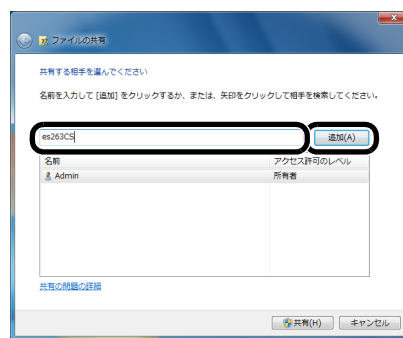 ファイルの共有
共有する相手を選んでください
名前を入力して [追加] をクリックするか、または、矢印をクリックして相手を検索してください。
es263CS 追加(A)
名前 アクセス許可のレベル
Admin 所有者
共有の問題の詳細
共有(H) キャンセル